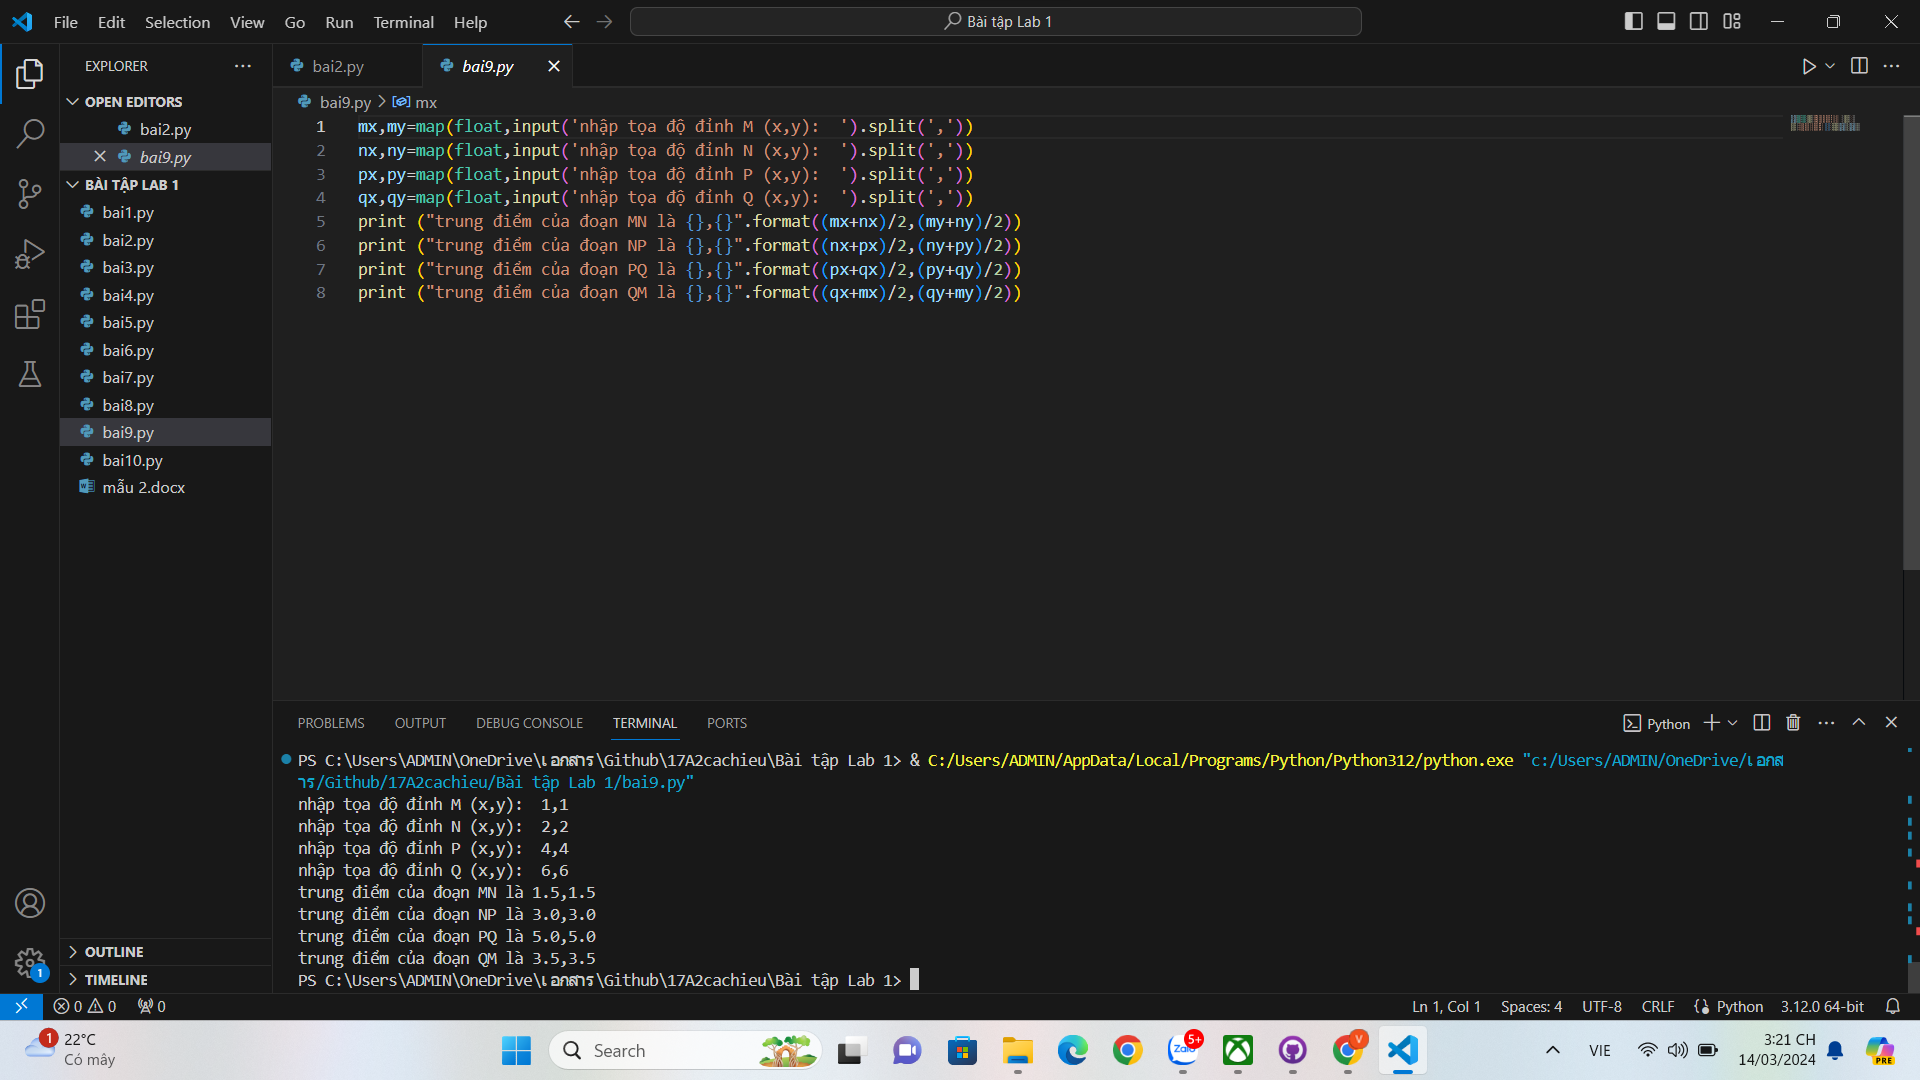 File Edit Selection View Go Run Terminal Help
Bài tập Lab 1
EXPLORER
OPEN EDITORS
bai2.py
bai9.py
BÀI TẬP LAB 1
bai1.py
bai2.py
bai3.py
bai4.py
bai5.py
bai6.py
bai7.py
bai8.py
bai9.py
bai10.py
mẫu 2.docx
OUTLINE
TIMELINE
bai2.py bai9.py
bai9.py > mx
1 mx,my=map(float,input('nhập tọa độ đỉnh M (x,y):  ').split(','))
2 nx,ny=map(float,input('nhập tọa độ đỉnh N (x,y):  ').split(','))
3 px,py=map(float,input('nhập tọa độ đỉnh P (x,y):  ').split(','))
4 qx,qy=map(float,input('nhập tọa độ đỉnh Q (x,y):  ').split(','))
5 print ("trung điểm của đoạn MN là {},{}".format((mx+nx)/2,(my+ny)/2))
6 print ("trung điểm của đoạn NP là {},{}".format((nx+px)/2,(ny+py)/2))
7 print ("trung điểm của đoạn PQ là {},{}".format((px+qx)/2,(py+qy)/2))
8 print ("trung điểm của đoạn QM là {},{}".format((qx+mx)/2,(qy+my)/2))
PROBLEMS OUTPUT DEBUG CONSOLE TERMINAL PORTS
Python
PS C:\Users\ADMIN\OneDrive\เอกสาร\Github\17A2cachieu\Bài tập Lab 1> & C:/Users/ADMIN/AppData/Local/Programs/Python/Python312/python.exe "c:/Users/ADMIN/OneDrive/เอกส
าร/Github/17A2cachieu/Bài tập Lab 1/bai9.py"
nhập tọa độ đỉnh M (x,y):  1,1
nhập tọa độ đỉnh N (x,y):  2,2
nhập tọa độ đỉnh P (x,y):  4,4
nhập tọa độ đỉnh Q (x,y):  6,6
trung điểm của đoạn MN là 1.5,1.5
trung điểm của đoạn NP là 3.0,3.0
trung điểm của đoạn PQ là 5.0,5.0
trung điểm của đoạn QM là 3.5,3.5
PS C:\Users\ADMIN\OneDrive\เอกสาร\Github\17A2cachieu\Bài tập Lab 1>
1
0 0 0
Ln 1, Col 1 Spaces: 4 UTF-8 CRLF Python 3.12.0 64-bit
1
22°C
Có mây
Search
Zalo
5+
V
VIE
3:21 CH
14/03/2024
PRE